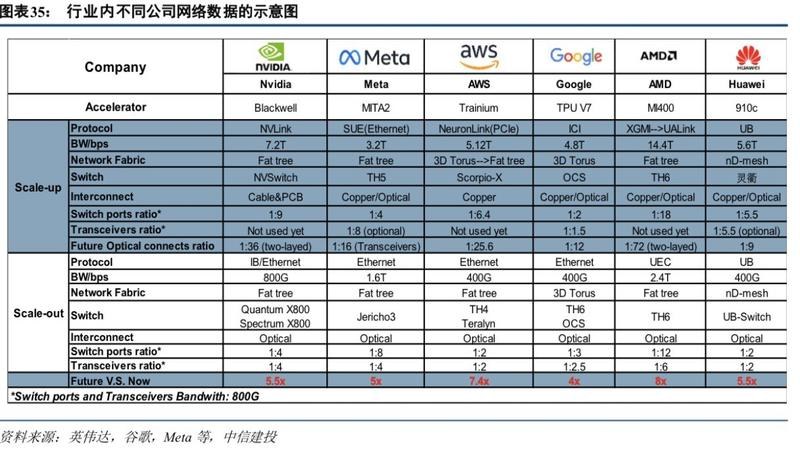 图表35： 行业内不同公司网络数据的示意图
Company NVIDIA Meta aws Google AMD HUAWEI
Nvidia Meta AWS Google AMD Huawei
Accelerator Blackwell MITA2 Trainium TPU V7 MI400 910c
Scale-up
Protocol NVLink SUE(Ethernet) NeuronLink(PCIe) ICI XGMI-->UALink UB
BW/bps 7.2T 3.2T 5.12T 4.8T 14.4T 5.6T
Network Fabric Fat tree Fat tree 3D Torus-->Fat tree 3D Torus Fat tree nD-mesh
Switch NVSwitch TH5 Scorpio-X OCS TH6 灵衢
Interconnect Cable&PCB Copper/Optical Copper Copper/Optical Copper/Optical Copper/Optical
Switch ports ratio* 1:9 1:4 1:6.4 1:2 1:18 1:5.5
Transceivers ratio* Not used yet 1:8 (optional) Not used yet 1:1.5 Not used yet 1:5.5 (optional)
Future Optical connects ratio 1:36 (two-layed) 1:16 (Transceivers) 1:25.6 1:12 1:72 (two-layed) 1:9
Scale-out
Protocol IB/Ethernet Ethernet Ethernet Ethernet UEC UB
BW/bps 800G 1.6T 400G 400G 2.4T 400G
Network Fabric Fat tree Fat tree Fat tree 3D Torus Fat tree nD-mesh
Switch Quantum X800 Jericho3 TH4 TH6 TH6 UB-Switch
Spectrum X800 Teralyn OCS
Interconnect Optical Optical Optical Optical Optical Optical
Switch ports ratio* 1:4 1:8 1:2 1:3 1:12 1:2
Transceivers ratio* 1:4 1:4 1:2 1:2.5 1:6 1:2
Future V.S. Now 5.5x 5x 7.4x 4x 8x 5.5x
*Switch ports and Transceivers Bandwith: 800G
资料来源：英伟达，谷歌，Meta 等，中信建投